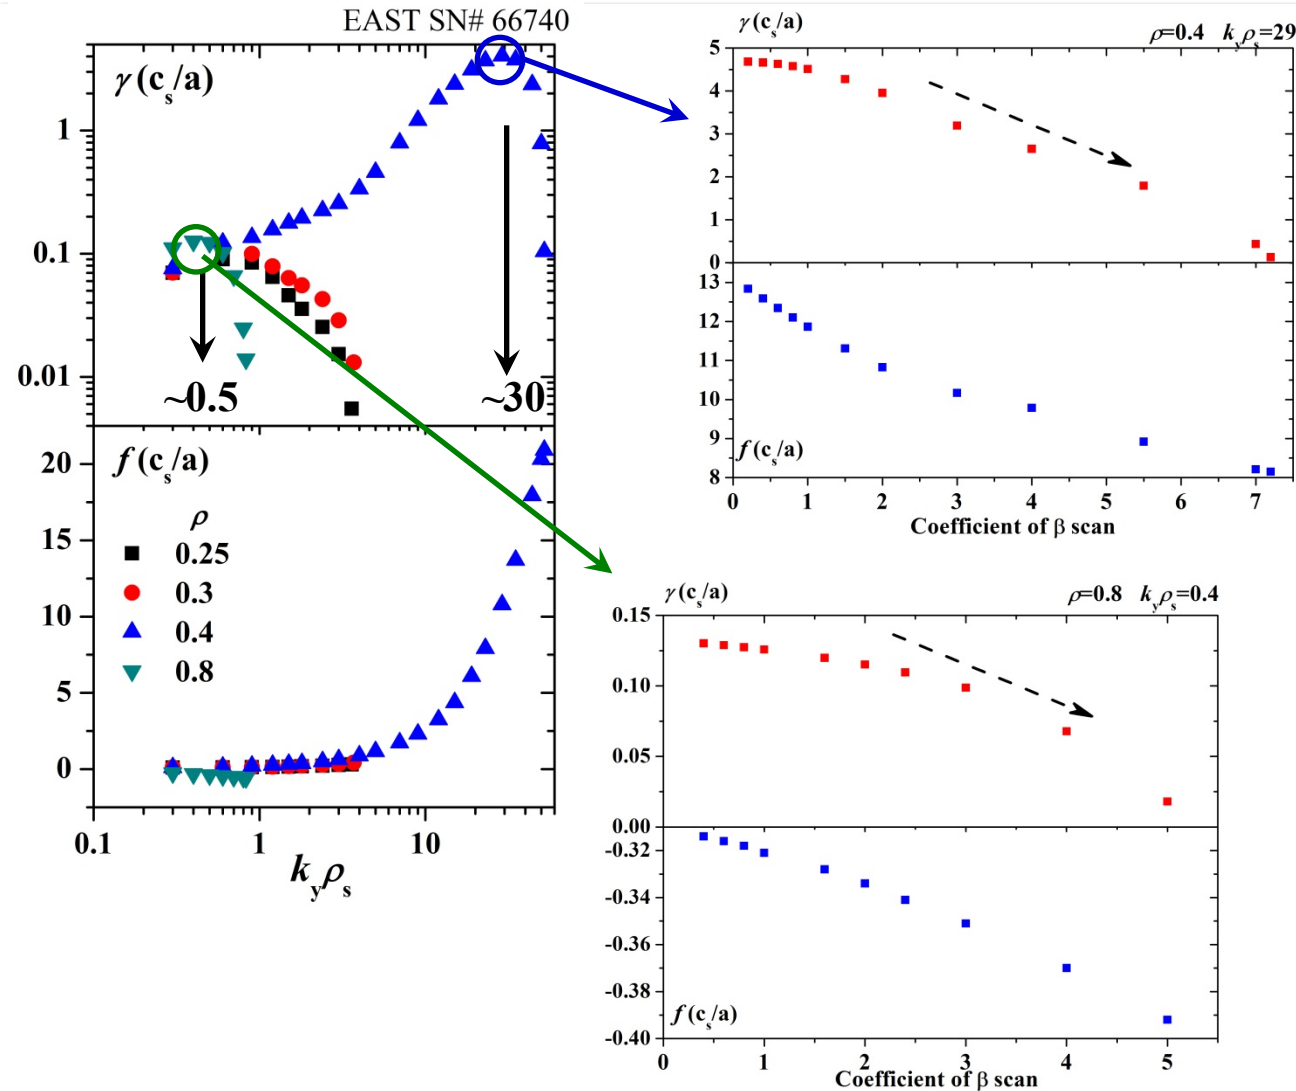 EAST SN# 66740
γ (cs/a)
1
0.1
0.01
~0.5
~30
f (cs/a)
20
15
10
5
0
ρ
0.25
0.3
0.4
0.8
0.1
1
10
kyρs
γ (cs/a)
ρ=0.4 kyρs=29
5
4
3
2
1
0
13
12
11
10
9
8
f (cs/a)
0 1 2 3 4 5 6 7
Coefficient of β scan
γ (cs/a)
ρ=0.8 kyρs=0.4
0.15
0.10
0.05
0.00
-0.32
-0.34
-0.36
-0.38
-0.40
f (cs/a)
0 1 2 3 4 5
Coefficient of β scan